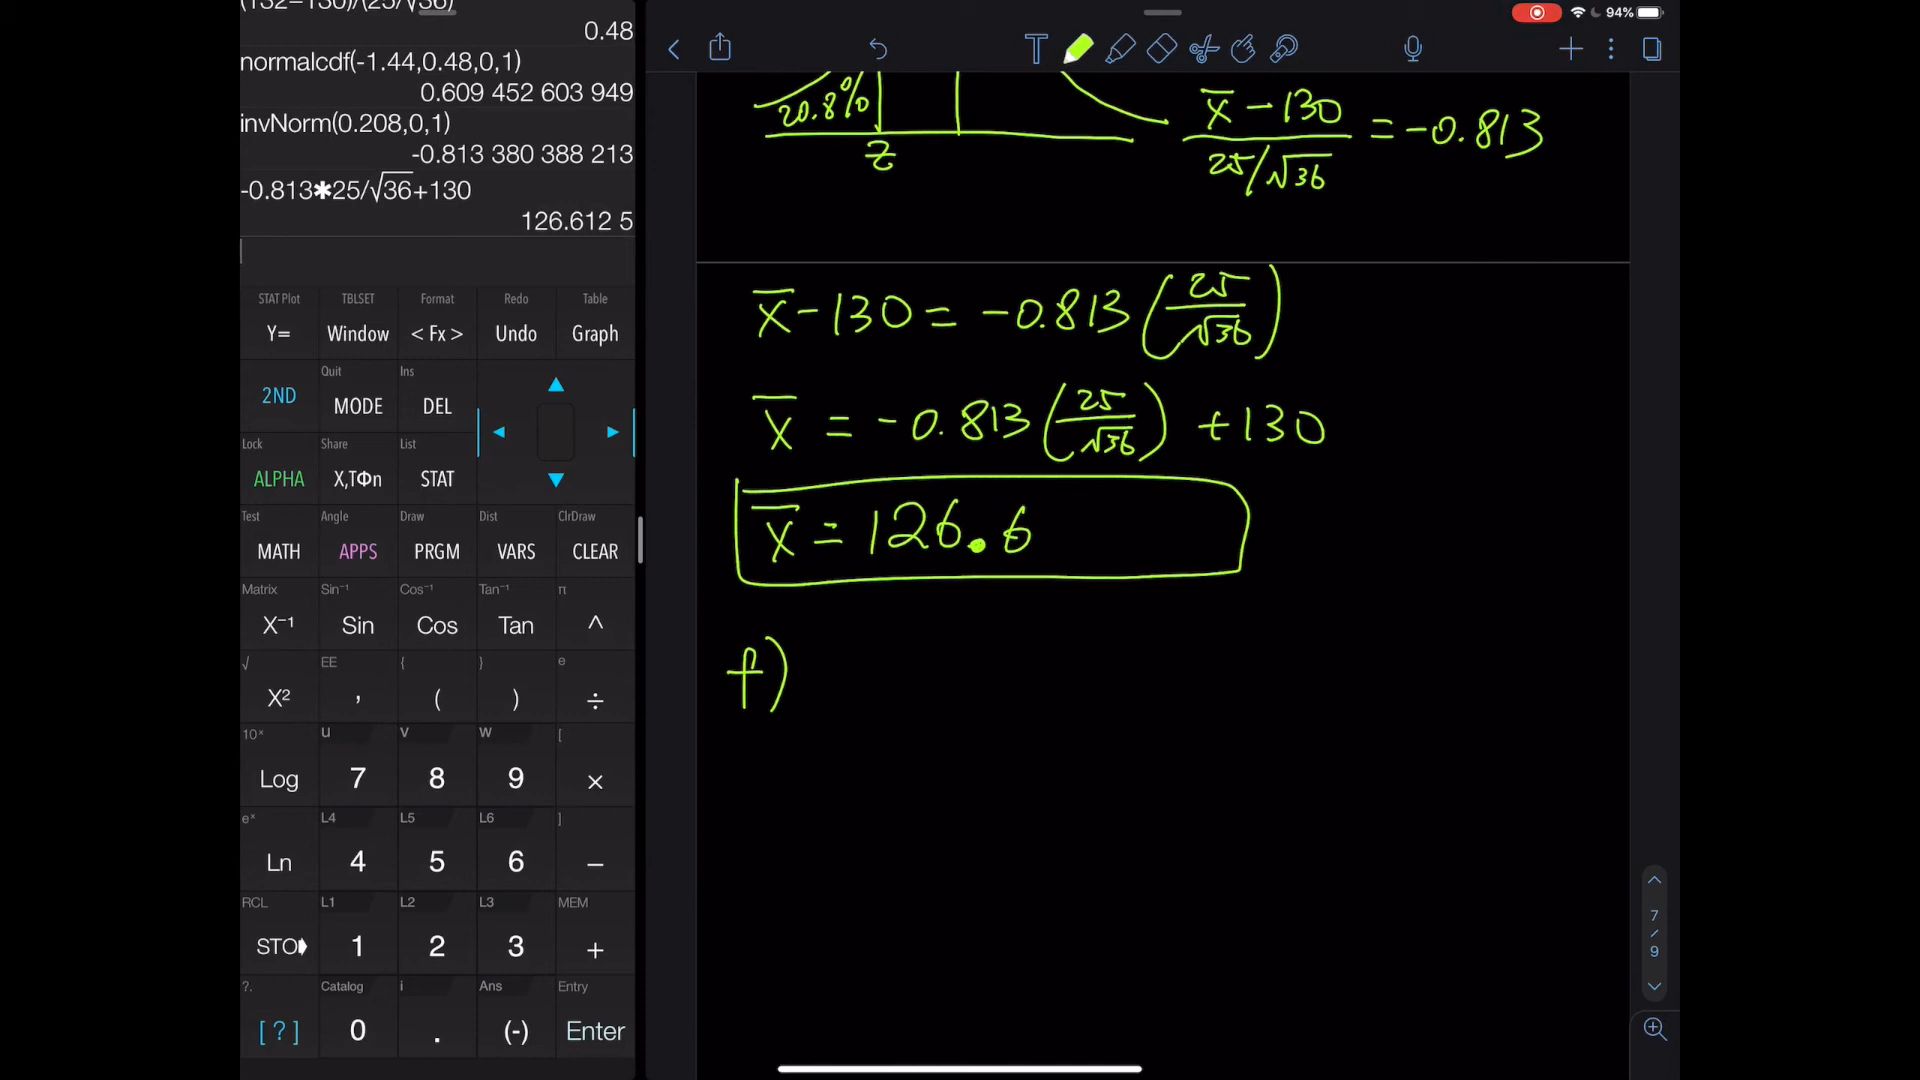 (132−130)/(25/√36)
0.48
normalcdf(-1.44,0.48,0,1)
0.609 452 603 949
invNorm(0.208,0,1)
-0.813 380 388 213
-0.813✱25/√36+130
126.612 5
STAT Plot TBLSET Format Redo Table
Y= Window < Fx > Undo Graph
Quit Ins
2ND MODE DEL
Lock Share List
ALPHA X,TΦn STAT
Test Angle Draw Dist ClrDraw
MATH APPS PRGM VARS CLEAR
Matrix Sin⁻¹ Cos⁻¹ Tan⁻¹ π
X⁻¹ Sin Cos Tan ^
√ EE { } e
X² , ( ) ÷
10ˣ U V W [
Log 7 8 9 ×
eˣ L4 L5 L6 ]
Ln 4 5 6 −
RCL L1 L2 L3 MEM
STO 1 2 3 +
?. Catalog i Ans Entry
[ ? ] 0 . (-) Enter
94%
T
20.8%
z
x̄ − 130 / 25/√36 = −0.813
x̄ − 130 = −0.813 (25/√36)
x̄ = −0.813 (25/√36) + 130
x̄ = 126.6
f)
7
/
9